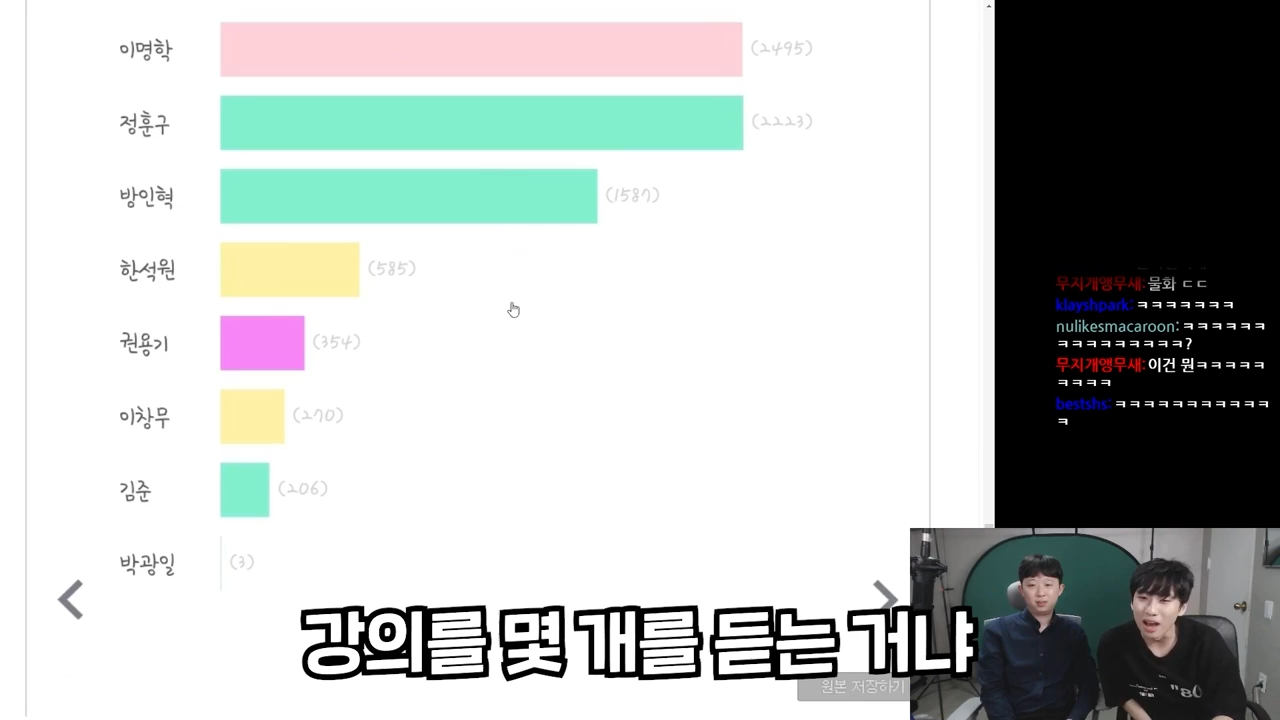 이명학 (2495)
정훈구 (2223)
방인혁 (1587)
한석원 (585)
권용기 (354)
이창무 (270)
김준 (206)
박광일 (3)
무지개앵무새: 물화 ㄷㄷ
klayshpark: ㅋㅋㅋㅋㅋㅋㅋ
nulikesmacaroon: ㅋㅋㅋㅋㅋㅋ
ㅋㅋㅋㅋㅋㅋㅋㅋㅋ?
무지개앵무새: 이건 뭔ㅋㅋㅋㅋㅋ
ㅋㅋㅋㅋ
bestshs: ㅋㅋㅋㅋㅋㅋㅋㅋㅋㅋㅋ
ㅋ
강의를 몇 개를 듣는 거냐
원본 저장하기